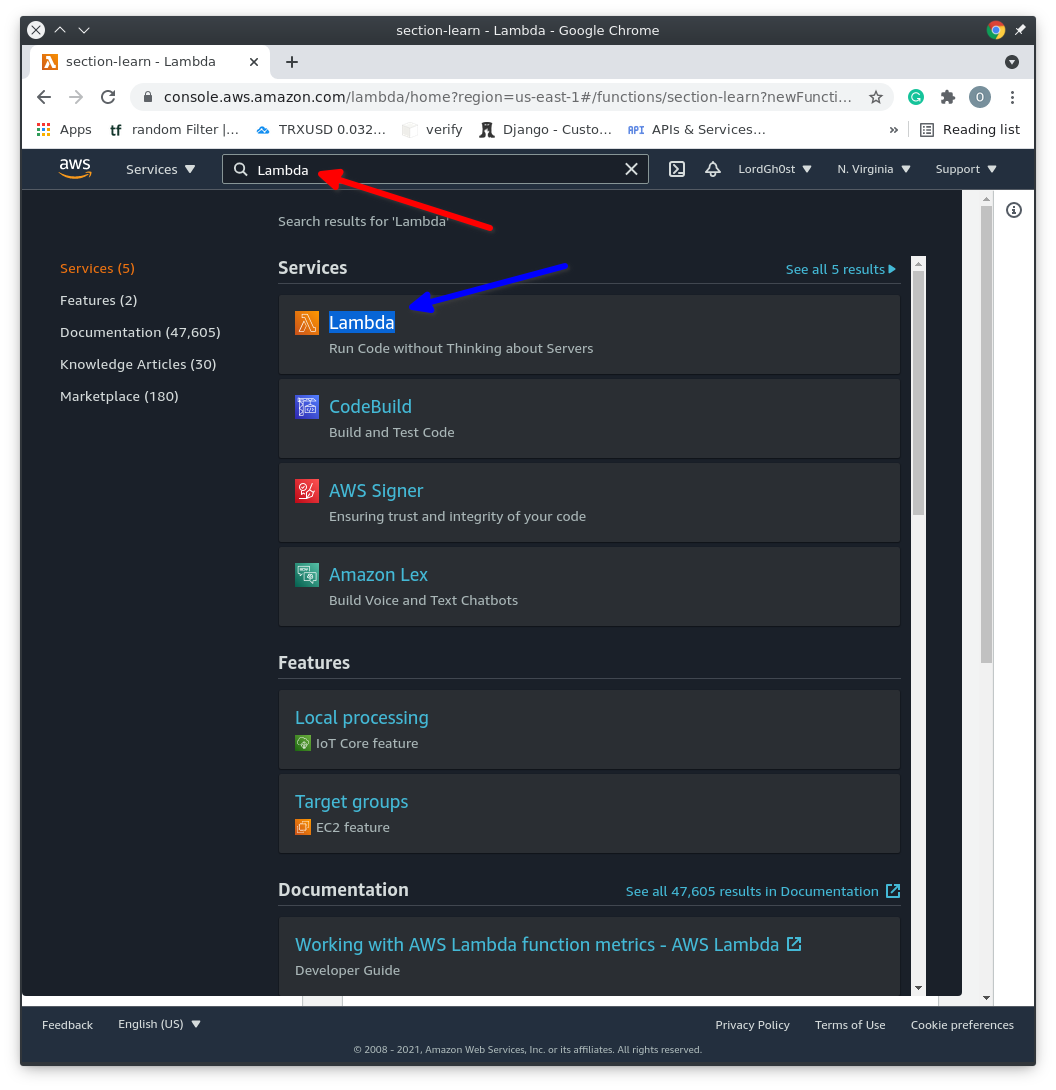 section-learn - Lambda - Google Chrome
section-learn - Lambda
console.aws.amazon.com/lambda/home?region=us-east-1#/functions/section-learn?newFuncti...
O
Apps
tf random Filter |...
TRXUSD 0.032...
verify
Django - Custo...
API APIs & Services...
»
Reading list
aws
Services
Lambda
LordGh0st
N. Virginia
Support
Search results for 'Lambda'
Services (5)
Features (2)
Documentation (47,605)
Knowledge Articles (30)
Marketplace (180)
Services
See all 5 results
Lambda
Run Code without Thinking about Servers
CodeBuild
Build and Test Code
AWS Signer
Ensuring trust and integrity of your code
Amazon Lex
Build Voice and Text Chatbots
Features
Local processing
IoT Core feature
Target groups
EC2 feature
Documentation
See all 47,605 results in Documentation
Working with AWS Lambda function metrics - AWS Lambda
Developer Guide
Feedback
English (US)
Privacy Policy
Terms of Use
Cookie preferences
© 2008 - 2021, Amazon Web Services, Inc. or its affiliates. All rights reserved.